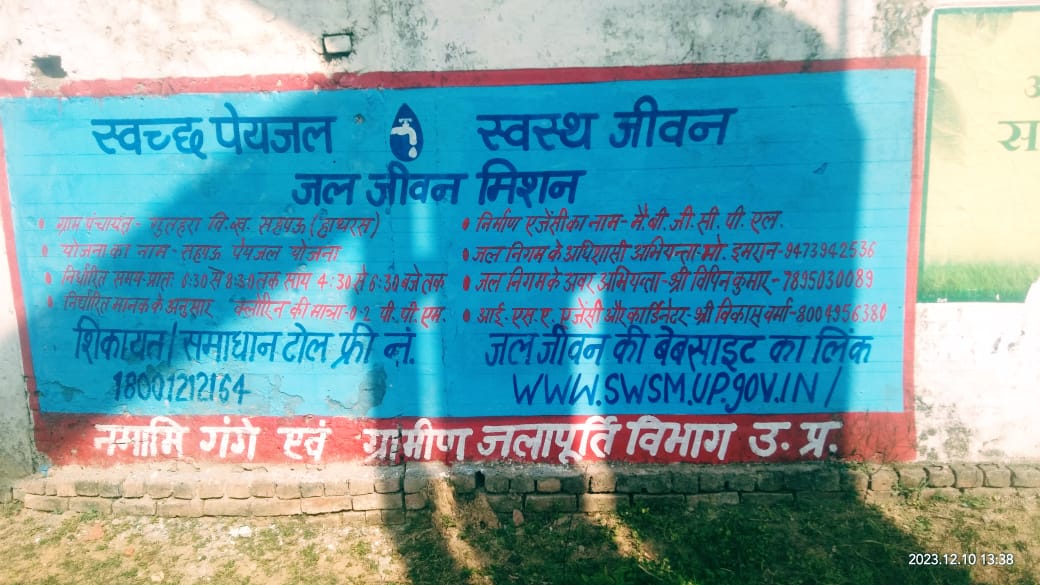 स्वच्छ पेयजल स्वस्थ जीवन
जल जीवन मिशन
• ग्राम पंचायत- सुसहरा वि.ख. सहपऊ (हाथरस)
• योजना का नाम- सहपऊ पेयजल योजना
• निर्धारित समय-प्रातः 6:30 से 8:30 तक सांय 4:30 से 6:30 बजे तक
• निर्धारित मानक के अनुसार क्लोरिन की मात्रा-0.2 पी.पी.एम.
• निर्माण एजेंसी का नाम-मै.बी.जी.सी.पी.एल.
• जल निगम के अधिशासी अभियन्ता-मो. इमरान-9473942536
• जल निगम के अवर अभियन्ता-श्री विपिन कुमार-7895030089
• आई.एस.ए. एजेंसी और कार्डिनेटर-श्री विकास वर्मा-8004956380
शिकायत/समाधान टोल फ्री नं.
18001212164
जल जीवन की बेबसाइट का लिंक
WWW.SWSM.UP.gOV.IN/
नमामि गंगे एवं ग्रामीण जलापूर्ति विभाग उ.प्र.
स
2023.12.10 13:38